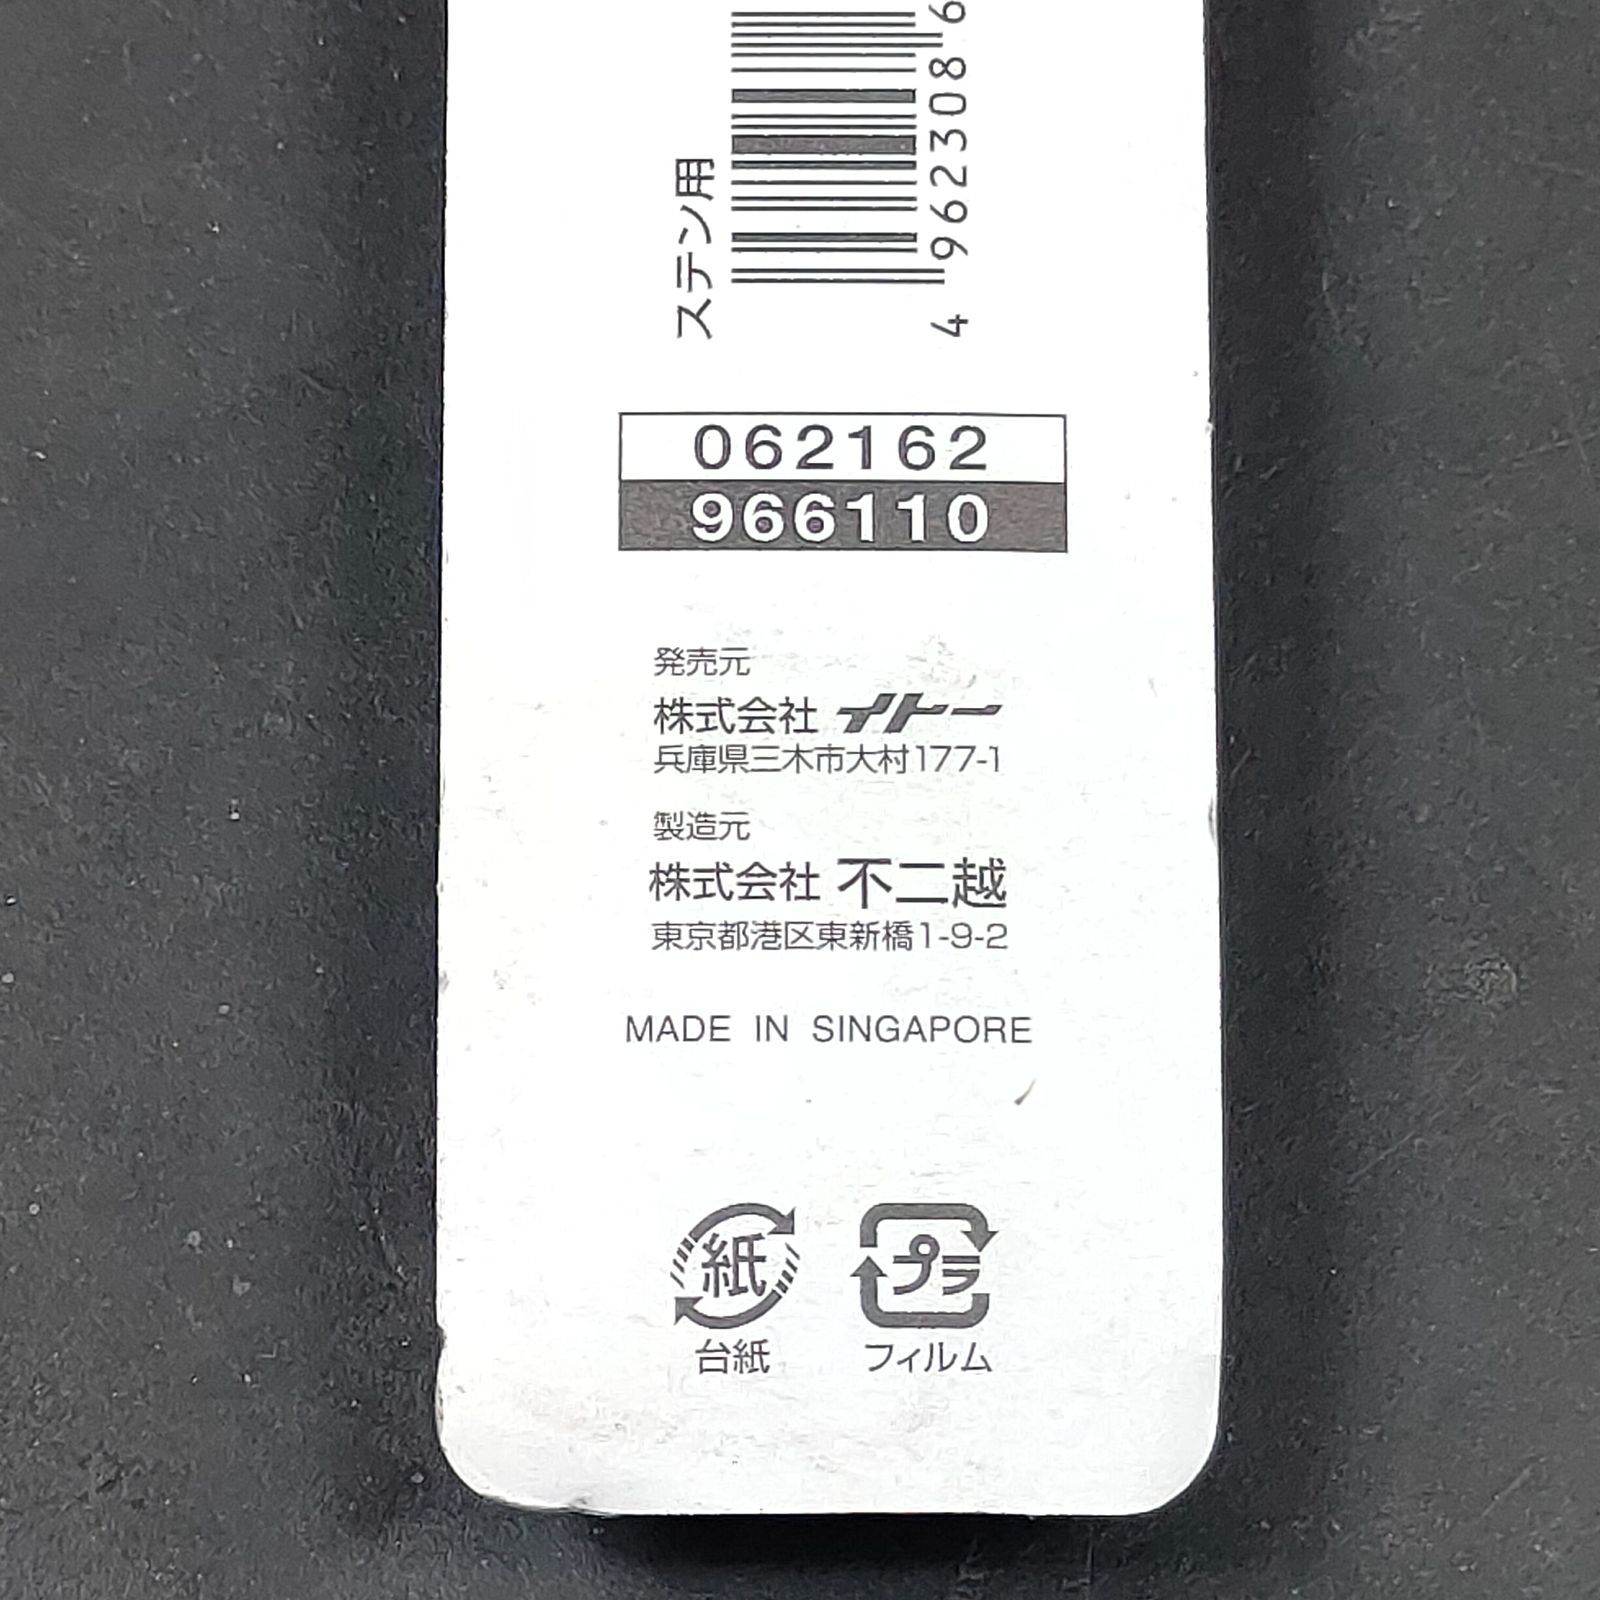 ステン用
4 962308 6
062162
966110
発売元
株式会社 イトー
兵庫県三木市大村177-1
製造元
株式会社 不二越
東京都港区東新橋1-9-2
MADE IN SINGAPORE
紙 プラ
台紙 フィルム